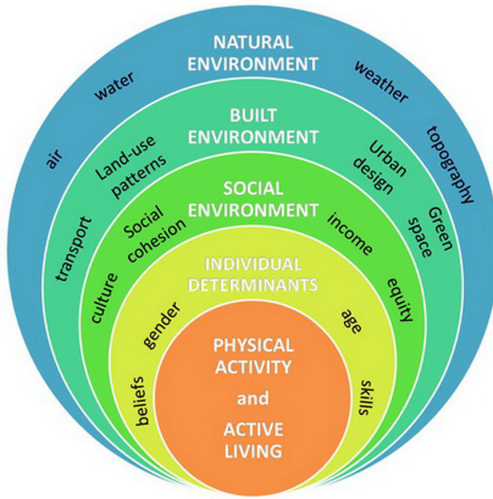 NATURAL
ENVIRONMENT
water
weather
air
topography
BUILT
ENVIRONMENT
Land-use
patterns
Urban
design
transport
Green
space
SOCIAL
ENVIRONMENT
Social
cohesion
income
culture
equity
INDIVIDUAL
DETERMINANTS
gender
age
beliefs
skills
PHYSICAL
ACTIVITY
and
ACTIVE
LIVING